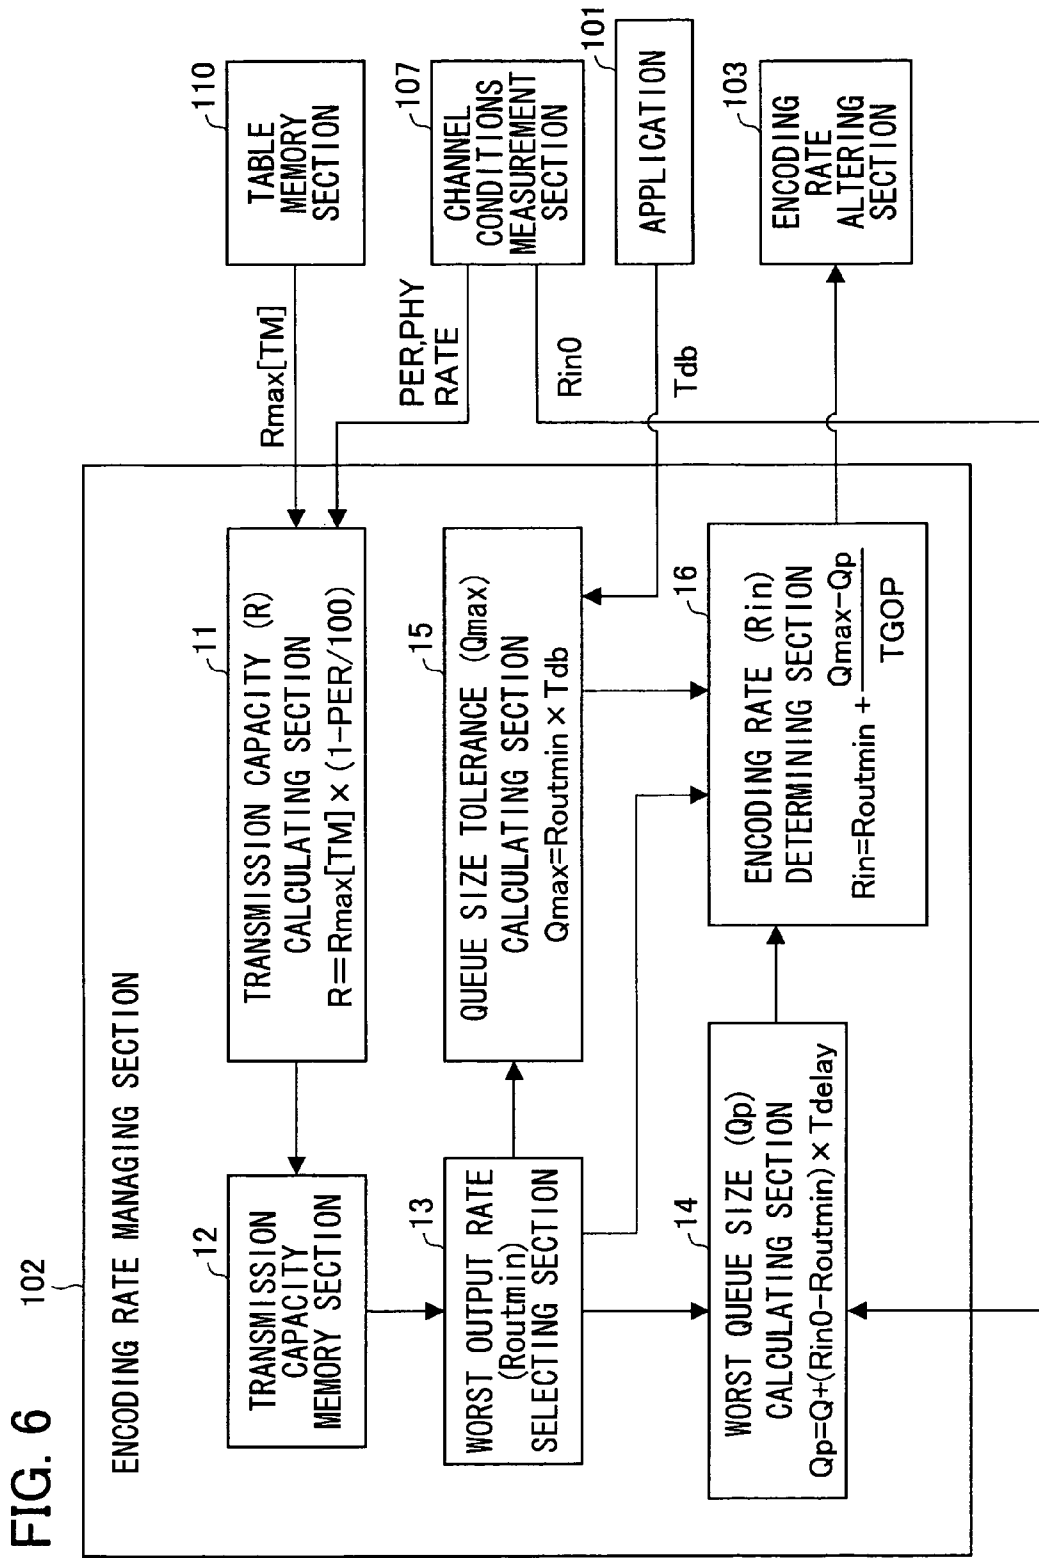 FIG. 6
102
ENCODING RATE MANAGING SECTION
12
TRANSMISSION
CAPACITY
MEMORY SECTION
11
TRANSMISSION CAPACITY (R)
CALCULATING SECTION
R=Rmax[TM]×(1-PER/100)
Rmax[TM]
110
TABLE
MEMORY
SECTION
PER,PHY
RATE
107
CHANNEL
CONDITIONS
MEASUREMENT
SECTION
Rin0
13
WORST OUTPUT RATE
(Routmin)
SELECTING SECTION
15
QUEUE SIZE TOLERANCE (Qmax)
CALCULATING SECTION
Qmax=Routmin×Tdb
Tdb
101
APPLICATION
14
WORST QUEUE SIZE (Qp)
CALCULATING SECTION
Qp=Q+(Rin0-Routmin)×Tdelay
16
ENCODING RATE (Rin)
DETERMINING SECTION
Rin=Routmin + Qmax-Qp
TGOP
103
ENCODING
RATE
ALTERING
SECTION